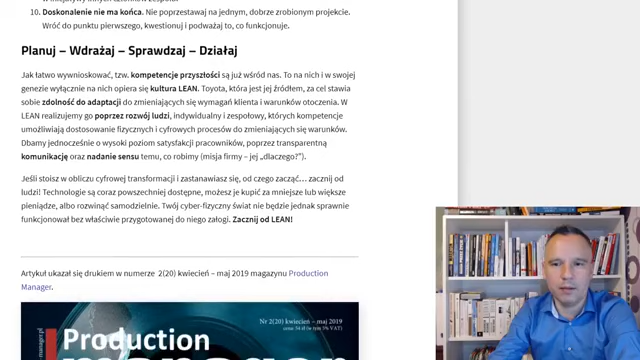 10. Doskonalenie nie ma końca. Nie poprzestawaj na jednym, dobrze zrobionym projekcie.
Wróć do punktu pierwszego, kwestionuj i podważaj to, co funkcjonuje.
Planuj – Wdrażaj – Sprawdzaj – Działaj
Jak łatwo wywnioskować, tzw. kompetencje przyszłości są już wśród nas. To na nich i w swojej
genezie wyłącznie na nich opiera się kultura LEAN. Toyota, która jest jej źródłem, za cel stawia
sobie zdolność do adaptacji do zmieniających się wymagań klienta i warunków otoczenia. W
LEAN realizujemy go poprzez rozwój ludzi, indywidualny i zespołowy, których kompetencje
umożliwiają dostosowanie fizycznych i cyfrowych procesów do zmieniających się warunków.
Dbamy jednocześnie o wysoki poziom satysfakcji pracowników, poprzez transparentną
komunikację oraz nadanie sensu temu, co robimy (misja firmy – jej „dlaczego?").
Jeśli stoisz w obliczu cyfrowej transformacji i zastanawiasz się, od czego zacząć… zacznij od
ludzi! Technologie są coraz powszechniej dostępne, możesz je kupić za mniejsze lub większe
pieniądze, albo rozwinąć samodzielnie. Twój cyber-fizyczny świat nie będzie jednak sprawnie
funkcjonował bez właściwie przygotowanej do niego załogi. Zacznij od LEAN!
Artykuł ukazał się drukiem w numerze 2(20) kwiecień – maj 2019 magazynu Production
Manager.
Nr 2(20) kwiecień – maj 2019
Production